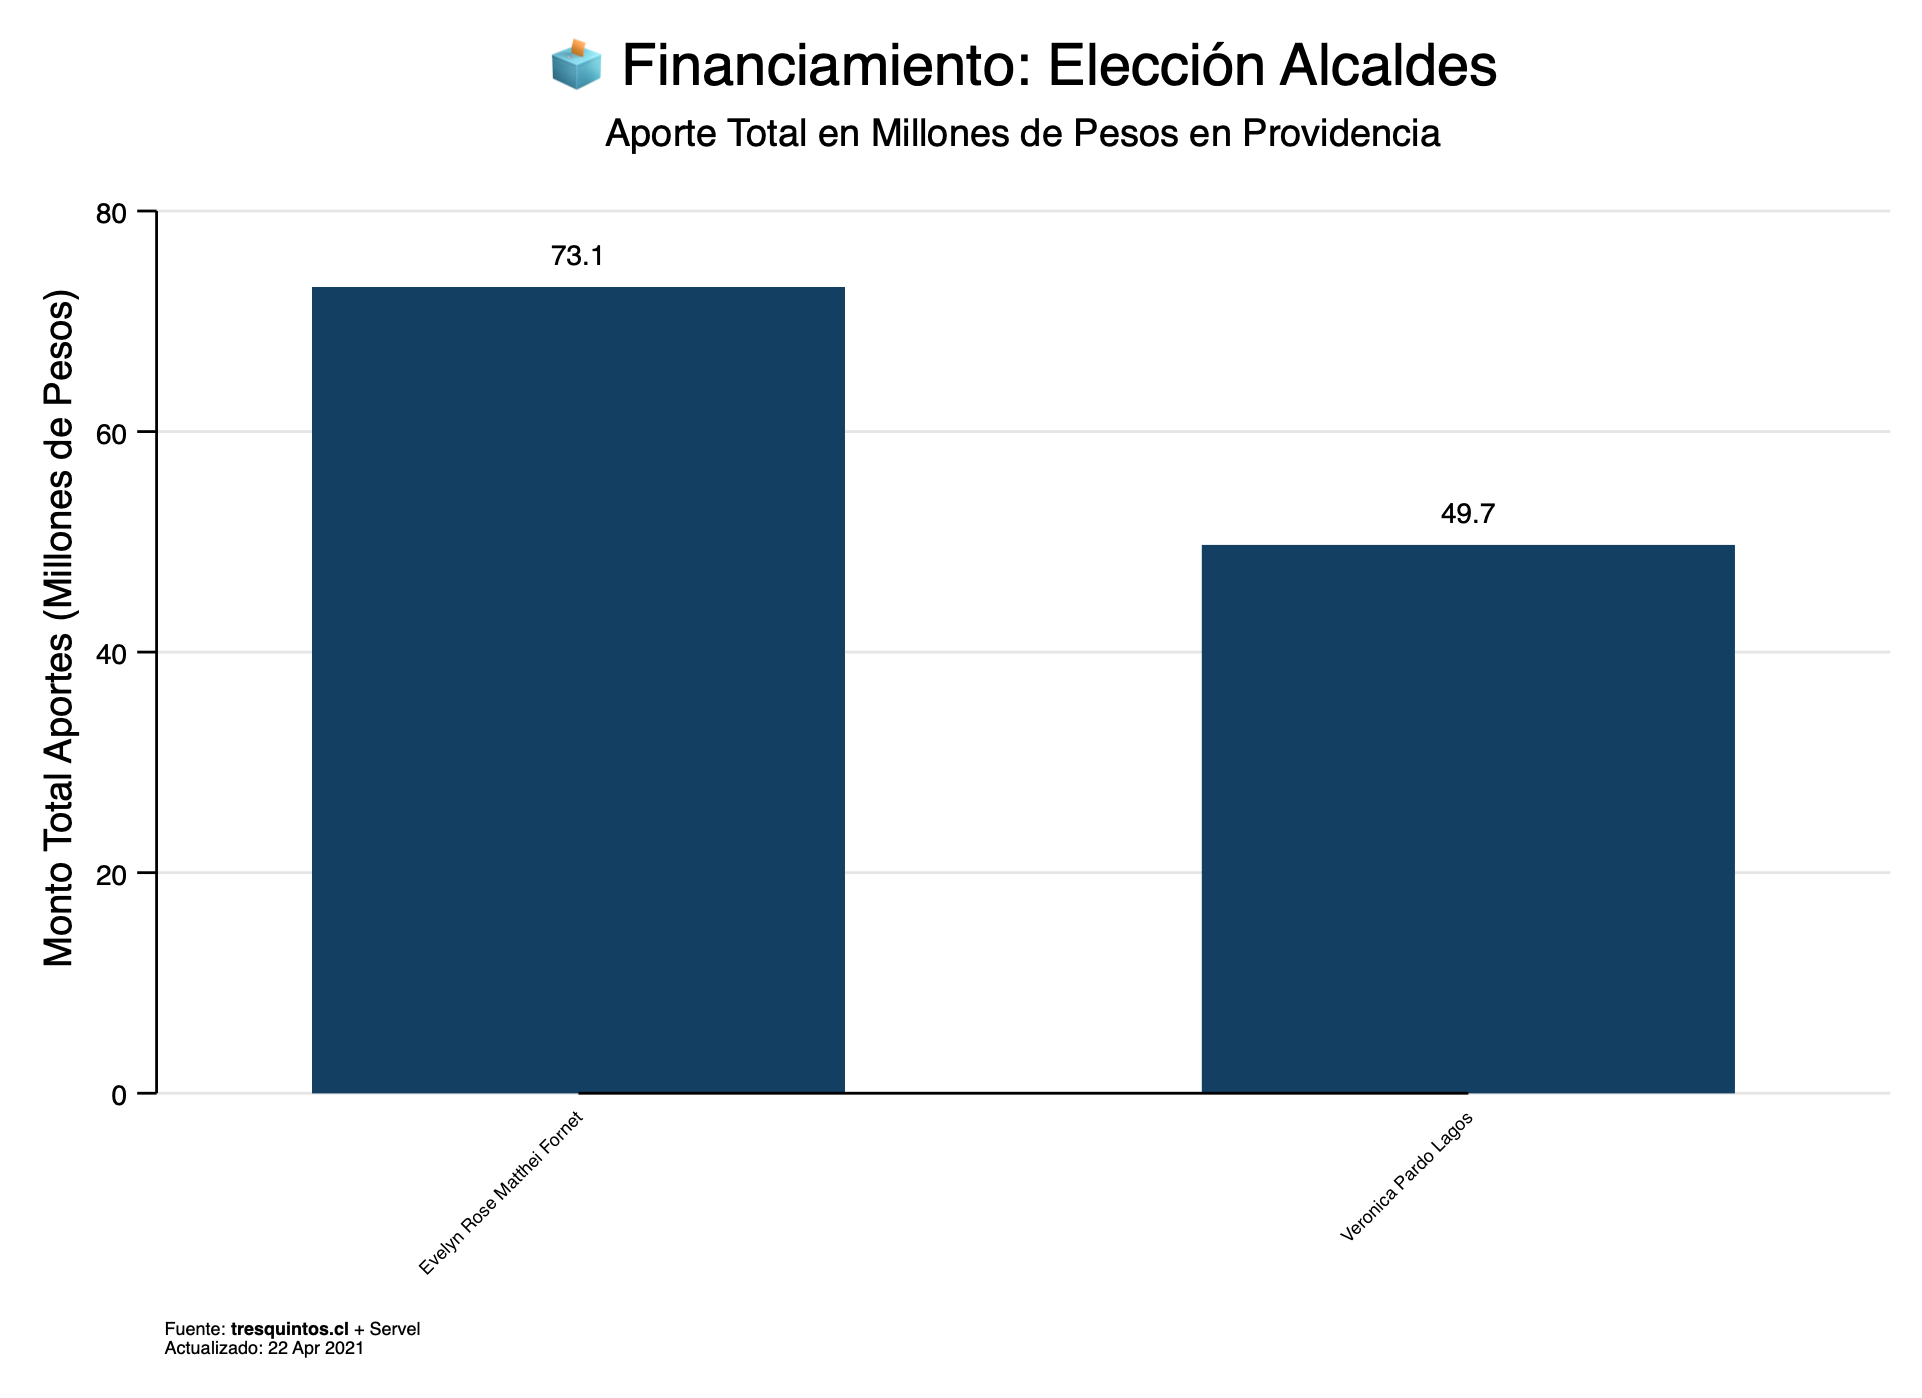 Financiamiento: Elección Alcaldes
Aporte Total en Millones de Pesos en Providencia
Monto Total Aportes (Millones de Pesos)
80
60
40
20
0
73.1
49.7
Evelyn Rose Matthei Fornet
Veronica Pardo Lagos
Fuente: tresquintos.cl + Servel
Actualizado: 22 Apr 2021